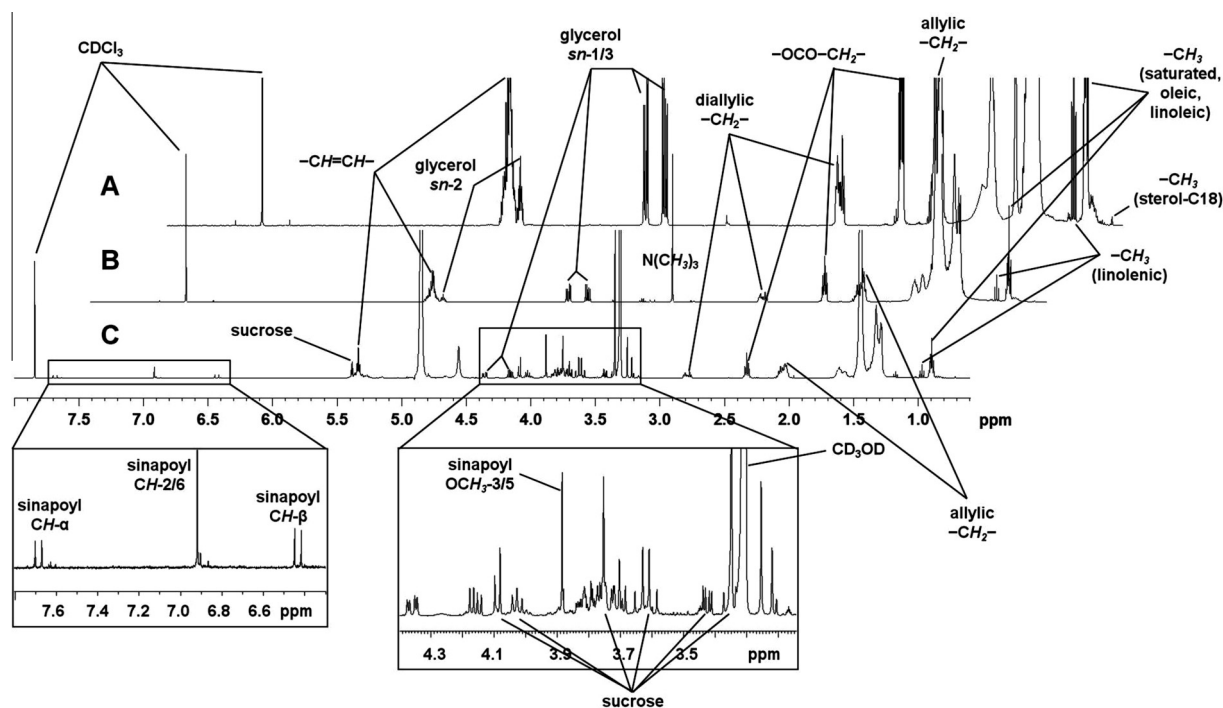 CDCl3
glycerol
sn-1/3
allylic
–CH2–
–OCO–CH2–
–CH3
(saturated,
oleic,
linoleic)
diallylic
–CH2–
–CH=CH–
glycerol
sn-2
A
–CH3
(sterol-C18)
B
N(CH3)3
–CH3
(linolenic)
sucrose
C
7.5 7.0 6.5 6.0 5.5 5.0 4.5 4.0 3.5 3.0 2.5 2.0 1.5 1.0 ppm
sinapoyl
CH-α
sinapoyl
CH-2/6
sinapoyl
CH-β
7.6 7.4 7.2 7.0 6.8 6.6 ppm
sinapoyl
OCH3-3/5
CD3OD
allylic
–CH2–
4.3 4.1 3.9 3.7 3.5 ppm
sucrose